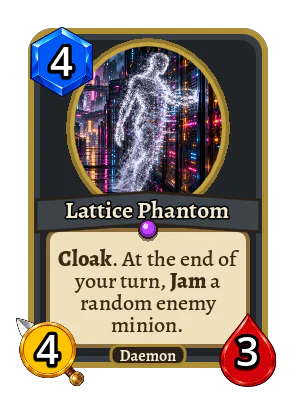 4
Lattice Phantom
Cloak. At the end of
your turn, Jam a
random enemy
minion.
4
Daemon
3